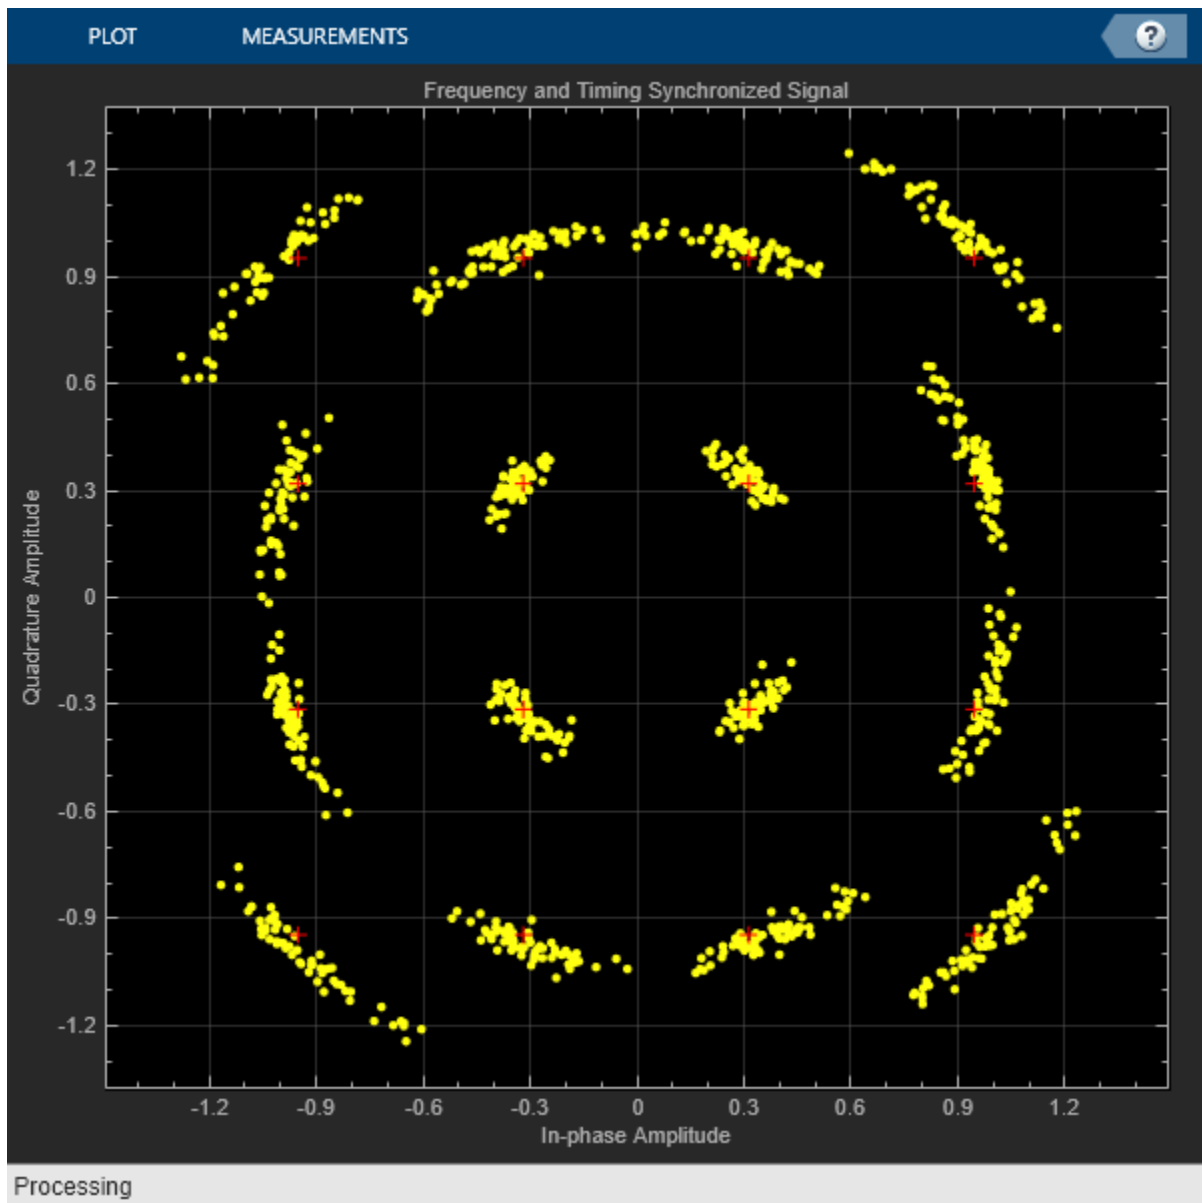 PLOT MEASUREMENTS ?
Frequency and Timing Synchronized Signal
1.2
0.9
0.6
0.3
0
-0.3
-0.6
-0.9
-1.2
Quadrature Amplitude
-1.2 -0.9 -0.6 -0.3 0 0.3 0.6 0.9 1.2
In-phase Amplitude
Processing